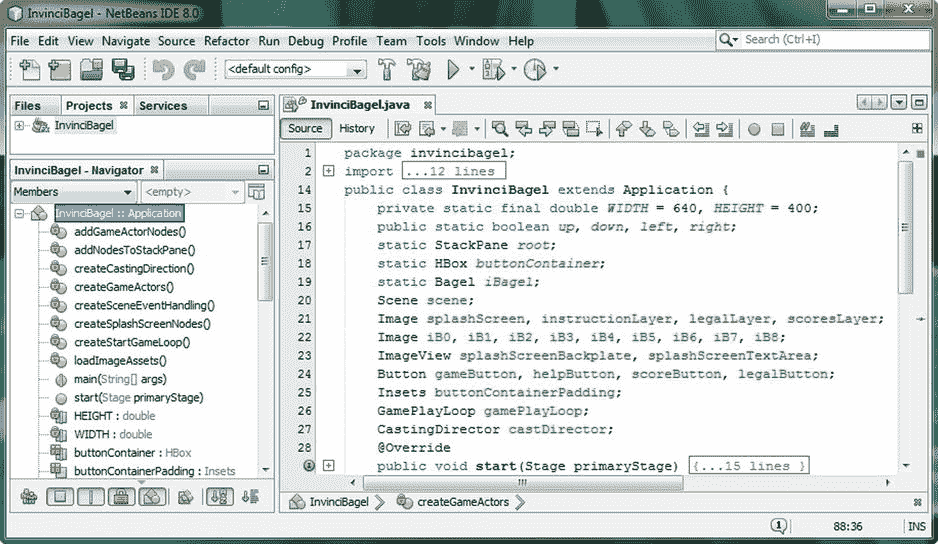 InvinciBagel - NetBeans IDE 8.0
File Edit View Navigate Source Refactor Run Debug Profile Team Tools Window Help
Search (Ctrl+I)
<default config>
Files Projects Services
InvinciBagel
InvinciBagel - Navigator
Members <empty>
InvinciBagel :: Application
addGameActorNodes()
addNodesToStackPane()
createCastingDirection()
createGameActors()
createSceneEventHandling()
createSplashScreenNodes()
createStartGameLoop()
loadImageAssets()
main(String[] args)
start(Stage primaryStage)
HEIGHT : double
WIDTH : double
buttonContainer : HBox
buttonContainerPadding : Insets
InvinciBagel.java
Source History
1 package invincibagel;
2 import ...12 lines
14 public class InvinciBagel extends Application {
15 private static final double WIDTH = 640, HEIGHT = 400;
16 public static boolean up, down, left, right;
17 static StackPane root;
18 static HBox buttonContainer;
19 static Bagel iBagel;
20 Scene scene;
21 Image splashScreen, instructionLayer, legalLayer, scoresLayer;
22 Image iB0, iB1, iB2, iB3, iB4, iB5, iB6, iB7, iB8;
23 ImageView splashScreenBackplate, splashScreenTextArea;
24 Button gameButton, helpButton, scoreButton, legalButton;
25 Insets buttonContainerPadding;
26 GamePlayLoop gamePlayLoop;
27 CastingDirector castDirector;
28 @Override
public void start(Stage primaryStage) {...15 lines }
InvinciBagel createGameActors
1 88:36 INS